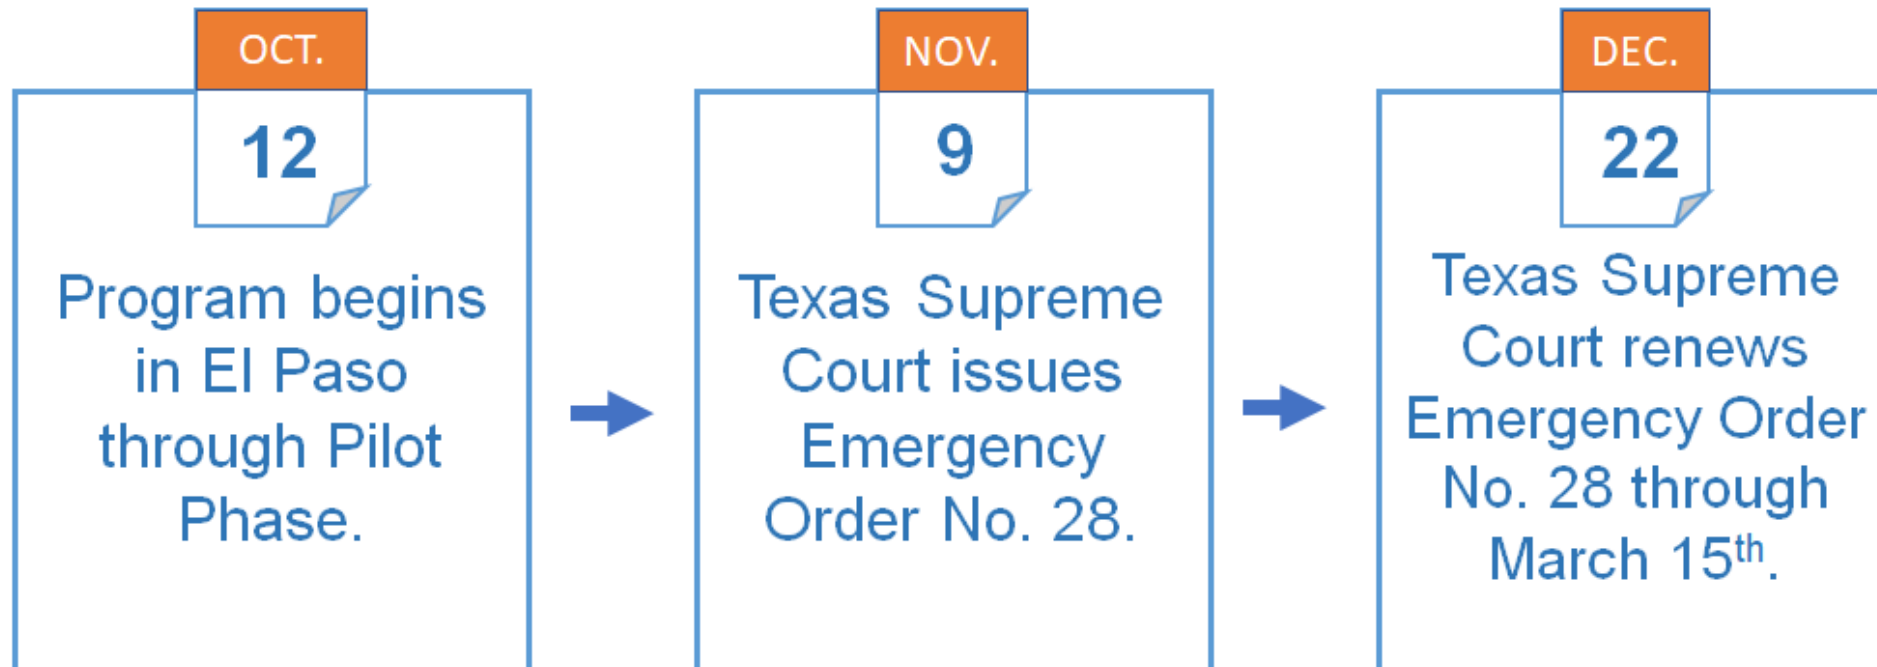 OCT.
12
Program begins
in El Paso
through Pilot
Phase.
NOV.
9
Texas Supreme
Court issues
Emergency
Order No. 28.
DEC.
22
Texas Supreme
Court renews
Emergency Order
No. 28 through
March 15th.